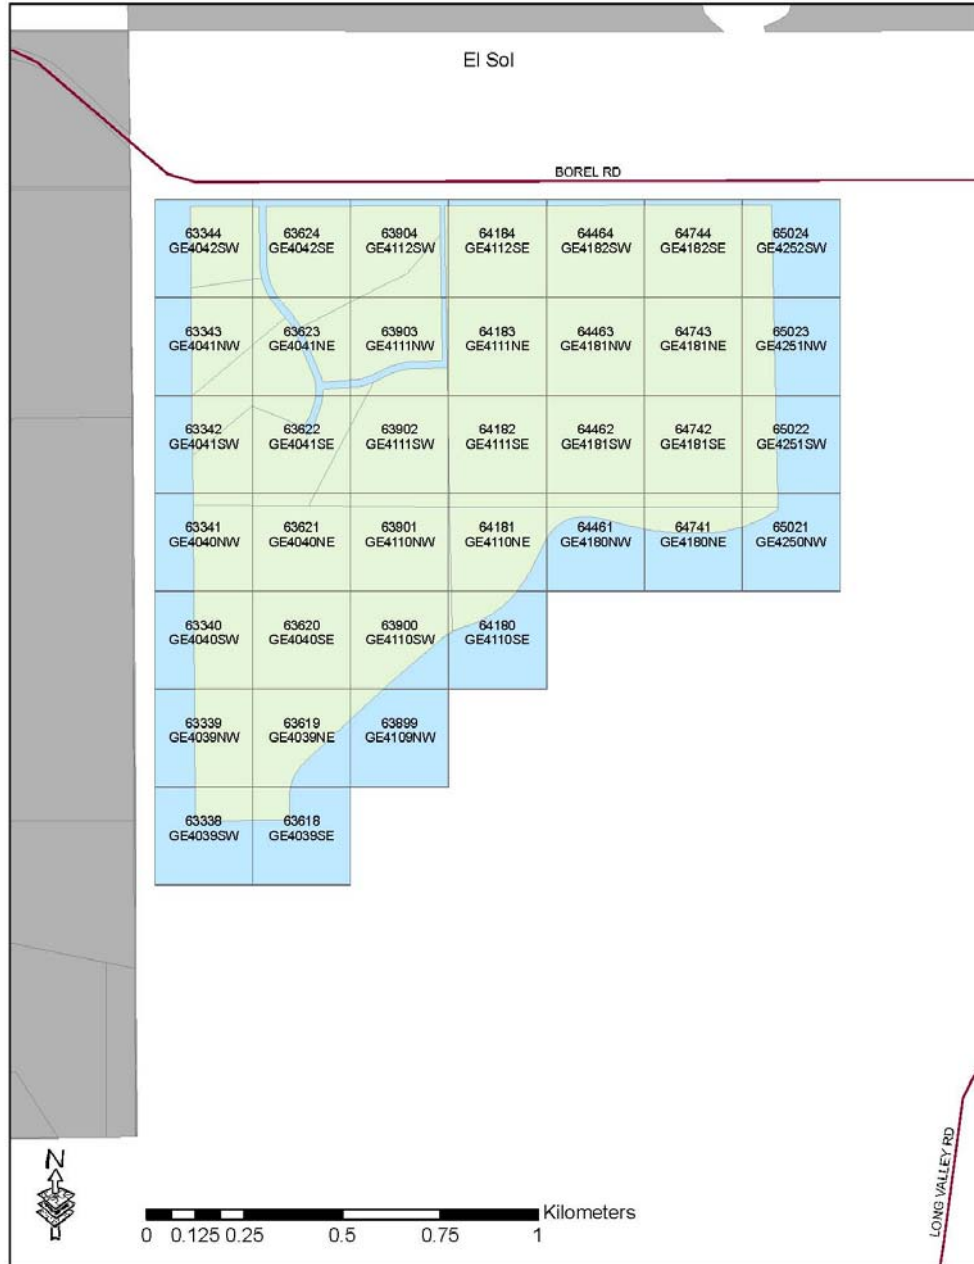 El Sol
BOREL RD
63344
GE4042SW
63624
GE4042SE
63904
GE4112SW
64184
GE4112SE
64464
GE4182SW
64744
GE4182SE
65024
GE4252SW
63343
GE4041NW
63623
GE4041NE
63903
GE4111NW
64183
GE4111NE
64463
GE4181NW
64743
GE4181NE
65023
GE4251NW
63342
GE4041SW
63622
GE4041SE
63902
GE4111SW
64182
GE4111SE
64462
GE4181SW
64742
GE4181SE
65022
GE4251SW
63341
GE4040NW
63621
GE4040NE
63901
GE4110NW
64181
GE4110NE
64461
GE4180NW
64741
GE4180NE
65021
GE4250NW
63340
GE4040SW
63620
GE4040SE
63900
GE4110SW
64180
GE4110SE
63339
GE4039NW
63619
GE4039NE
63899
GE4109NW
63338
GE4039SW
63618
GE4039SE
LONG VALLEY RD
N
Kilometers
0 0.125 0.25 0.5 0.75 1